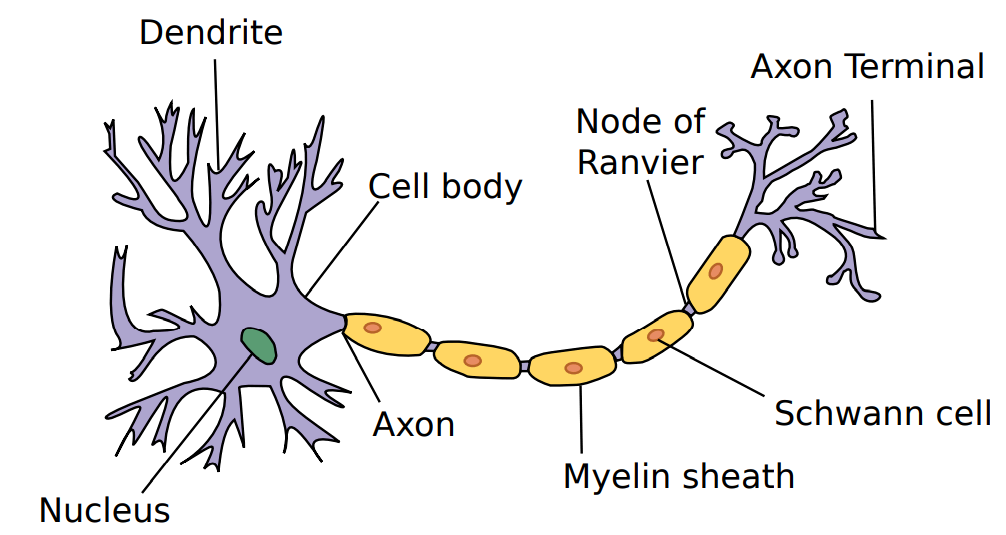 Dendrite
Axon Terminal
Node of
Ranvier
Cell body
Schwann cell
Axon
Myelin sheath
Nucleus